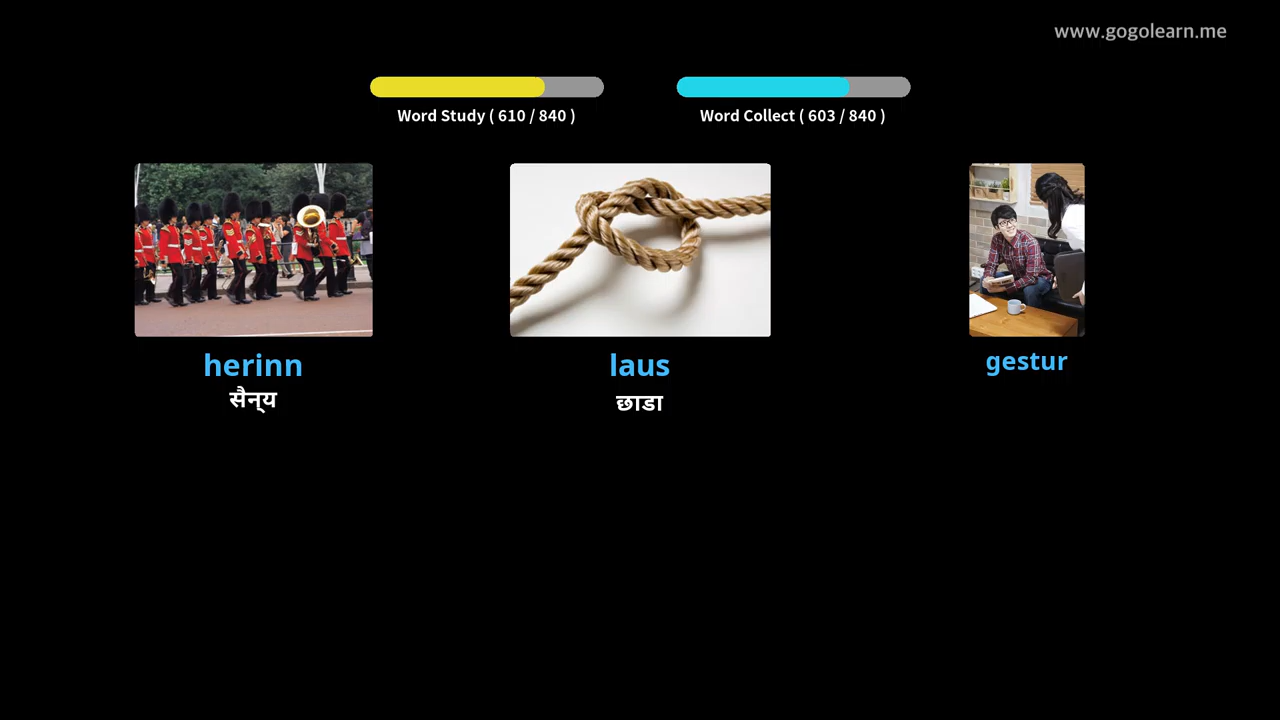 www.gogolearn.me
Word Study ( 610 / 840 )
Word Collect ( 603 / 840 )
herinn
सैन्य
laus
छाडा
gestur